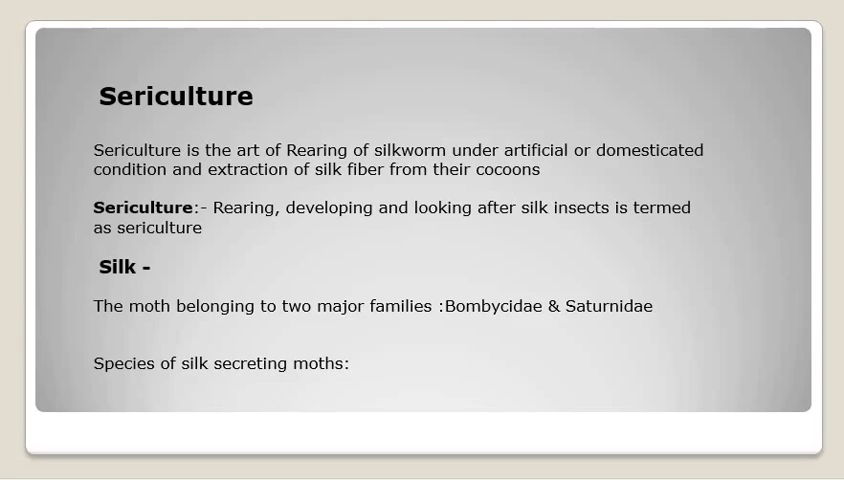 Sericulture
Sericulture is the art of Rearing of silkworm under artificial or domesticated
condition and extraction of silk fiber from their cocoons
Sericulture:- Rearing, developing and looking after silk insects is termed
as sericulture
Silk -
The moth belonging to two major families :Bombycidae & Saturnidae
Species of silk secreting moths: